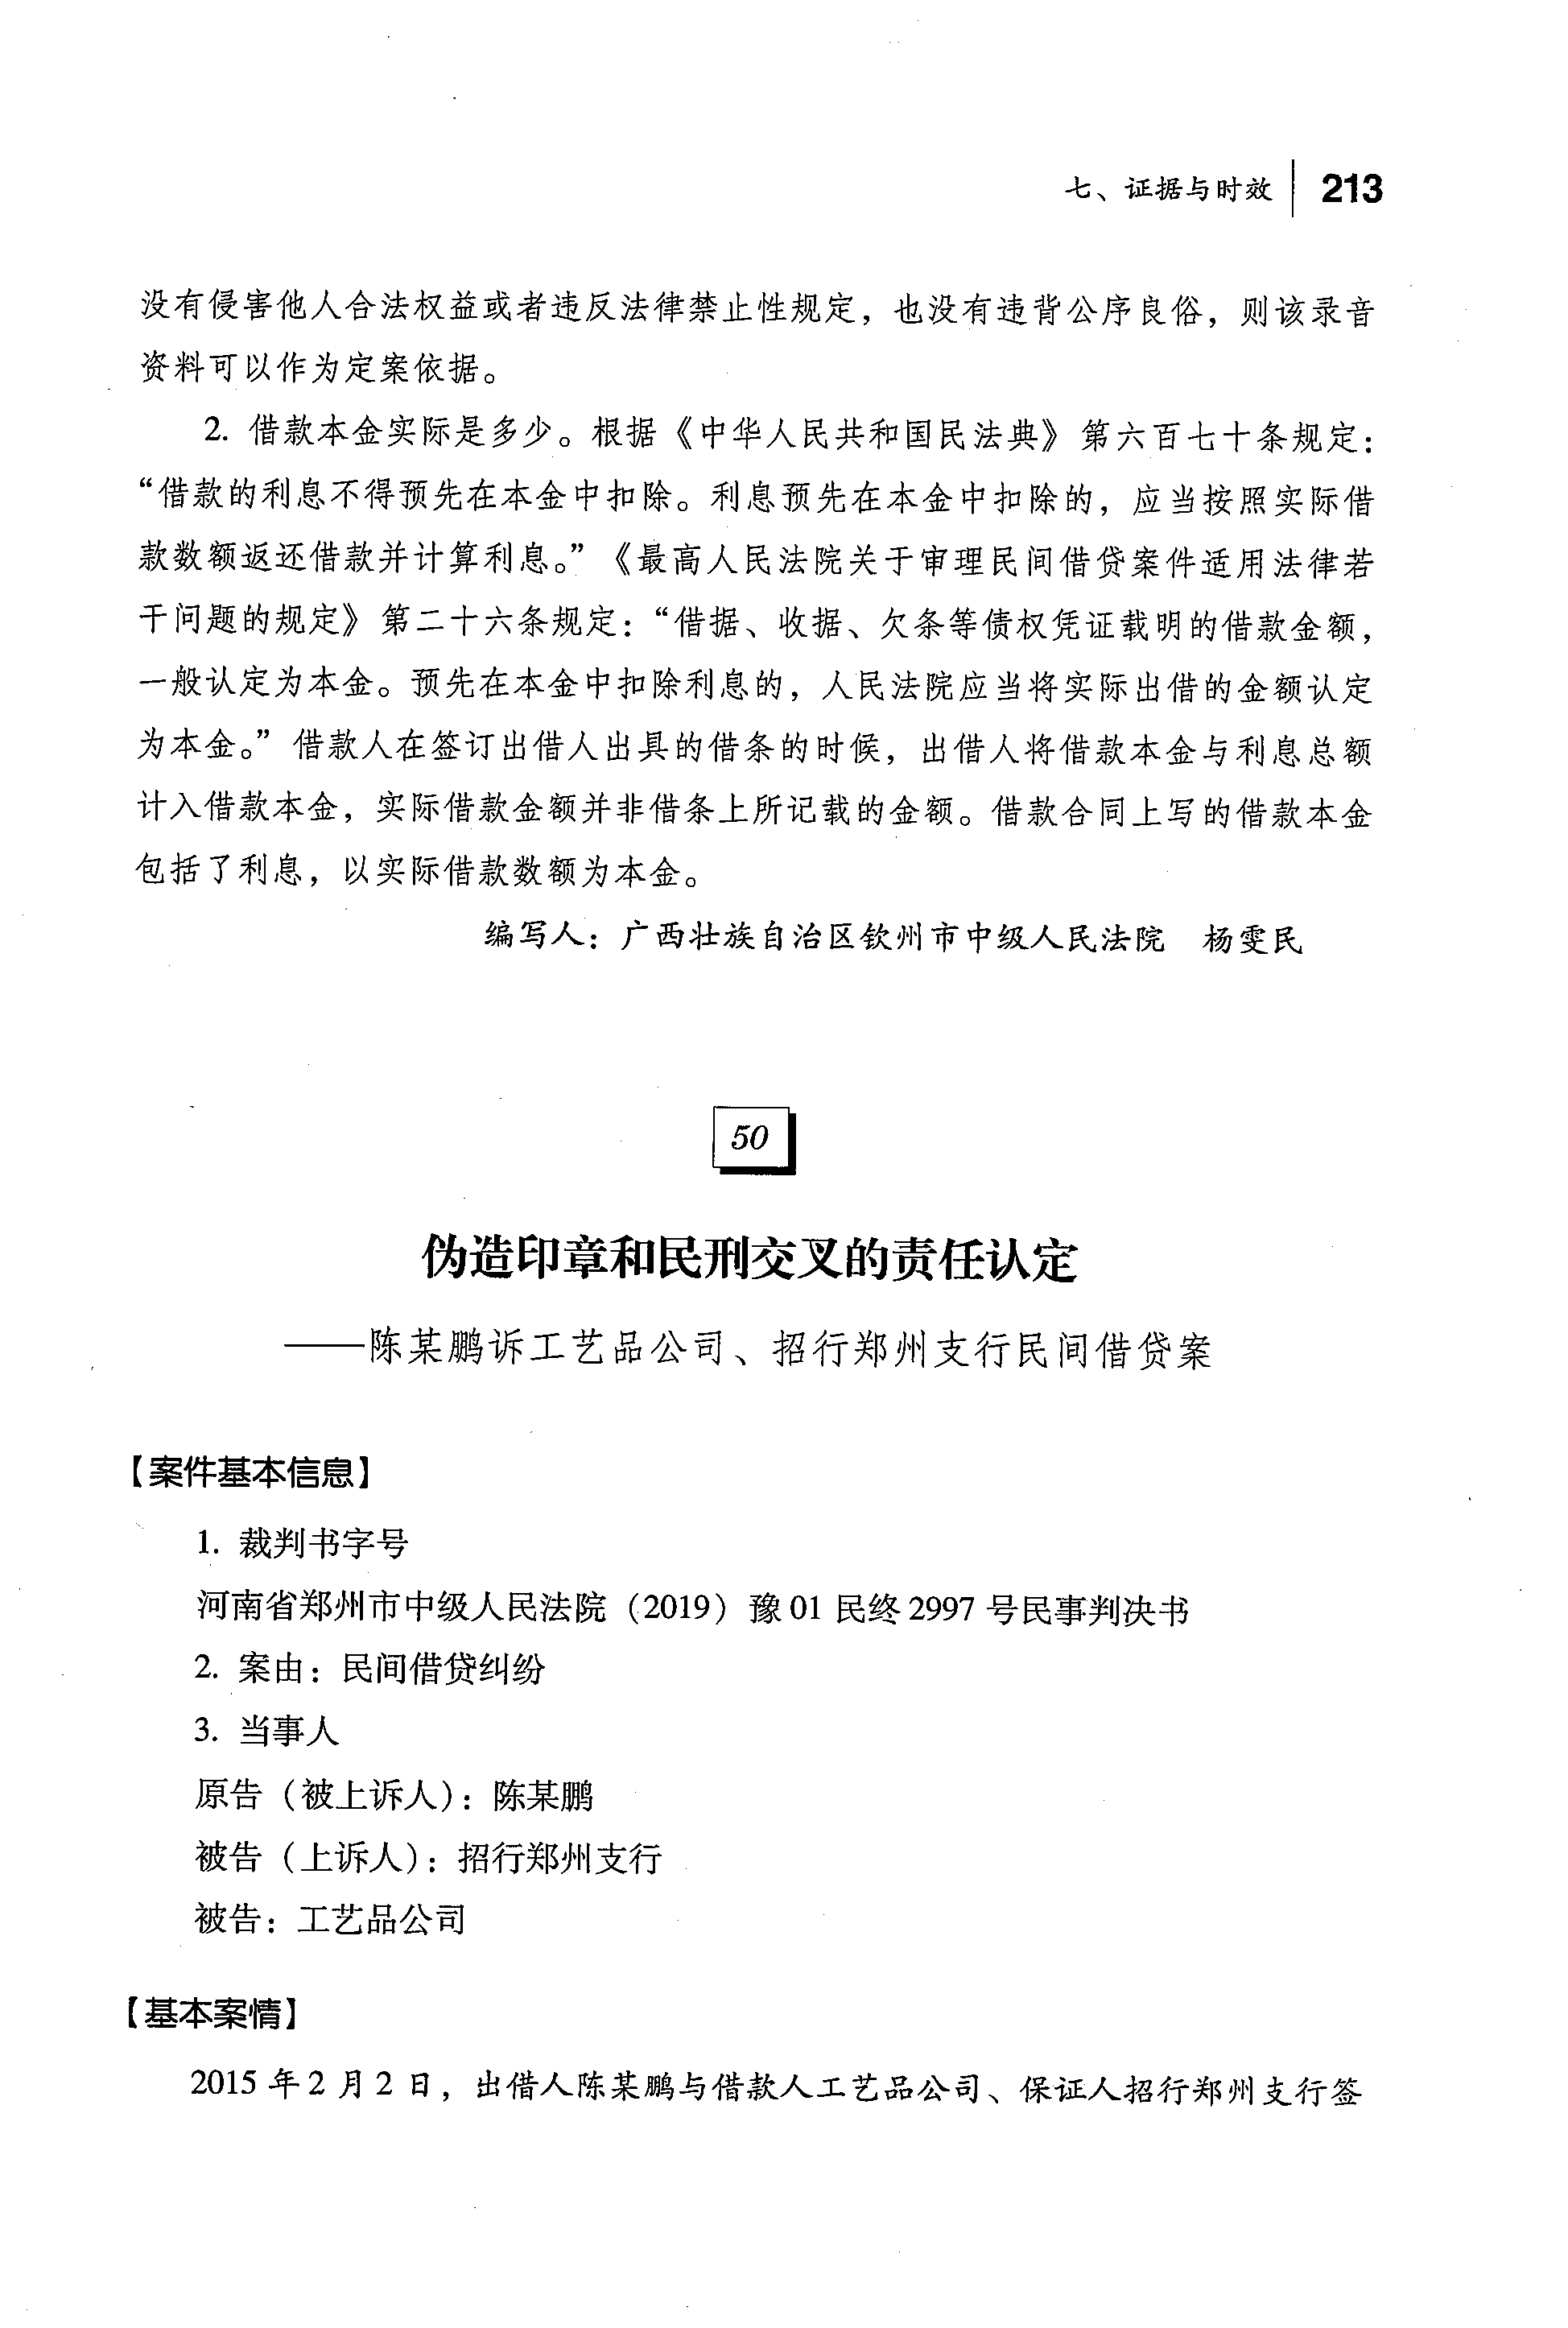 七、证据与时效 213
没有侵害他人合法权益或者违反法律禁止性规定，也没有违背公序良俗，则该录音
资料可以作为定案依据。
2. 借款本金实际是多少。根据《中华人民共和国民法典》第六百七十条规定：
“借款的利息不得预先在本金中扣除。利息预先在本金中扣除的，应当按照实际借
款数额返还借款并计算利息。”《最高人民法院关于审理民间借贷案件适用法律若
干问题的规定》第二十六条规定：“借据、收据、欠条等债权凭证载明的借款金额，
一般认定为本金。预先在本金中扣除利息的，人民法院应当将实际出借的金额认定
为本金。”借款人在签订出借人出具的借条的时候，出借人将借款本金与利息总额
计入借款本金，实际借款金额并非借条上所记载的金额。借款合同上写的借款本金
包括了利息，以实际借款数额为本金。
编写人：广西壮族自治区钦州市中级人民法院 杨雯民
50
伪造印章和民刑交叉的责任认定
——陈某鹏诉工艺品公司、招行郑州支行民间借贷案
【案件基本信息】
1. 裁判书字号
河南省郑州市中级人民法院（2019）豫 01 民终 2997 号民事判决书
2. 案由：民间借贷纠纷
3. 当事人
原告（被上诉人）：陈某鹏
被告（上诉人）：招行郑州支行
被告：工艺品公司
【基本案情】
2015 年 2 月 2 日，出借人陈某鹏与借款人工艺品公司、保证人招行郑州支行签